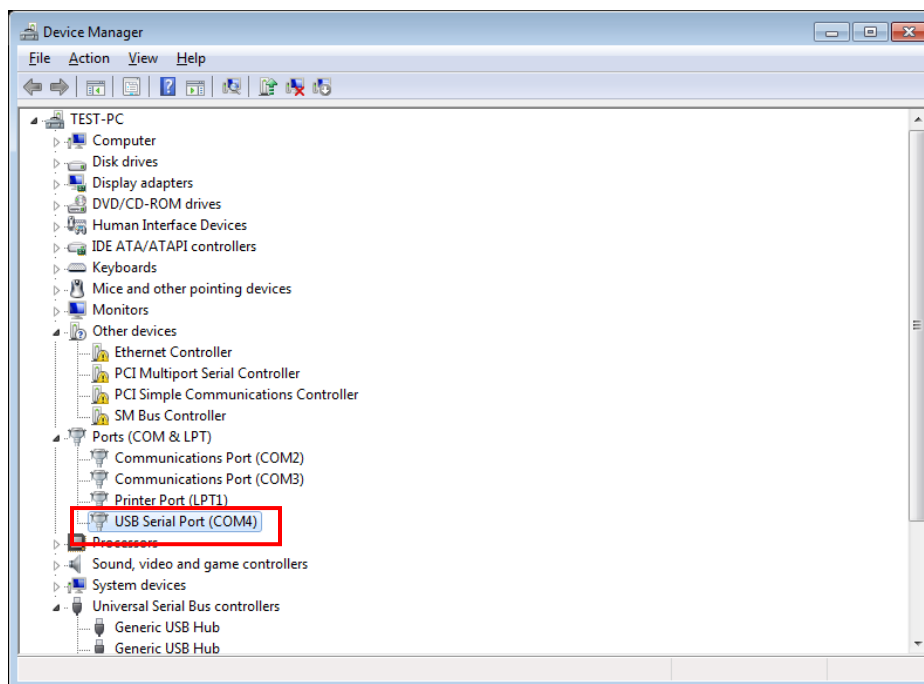 Device Manager
File Action View Help
TEST-PC
Computer
Disk drives
Display adapters
DVD/CD-ROM drives
Human Interface Devices
IDE ATA/ATAPI controllers
Keyboards
Mice and other pointing devices
Monitors
Other devices
Ethernet Controller
PCI Multiport Serial Controller
PCI Simple Communications Controller
SM Bus Controller
Ports (COM & LPT)
Communications Port (COM2)
Communications Port (COM3)
Printer Port (LPT1)
USB Serial Port (COM4)
Processors
Sound, video and game controllers
System devices
Universal Serial Bus controllers
Generic USB Hub
Generic USB Hub